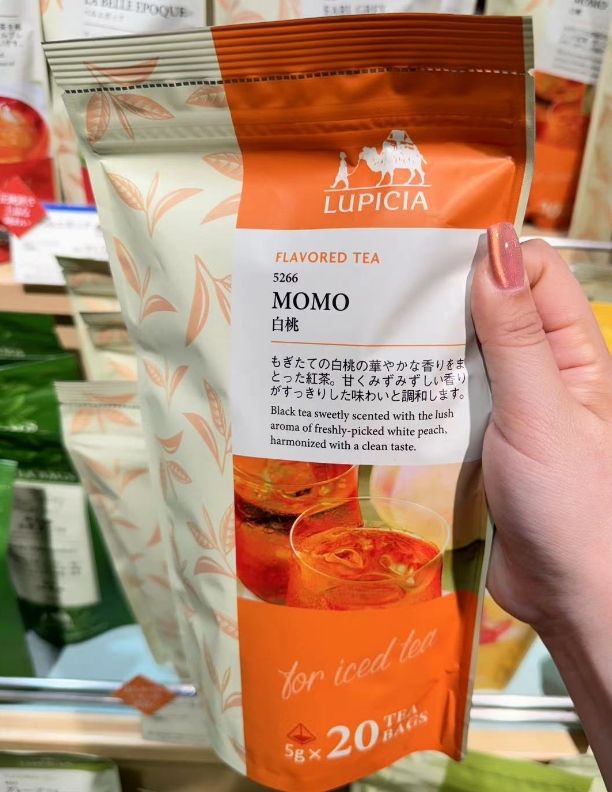 LA BELLE EPOQUE
MOMO
LUPICIA
FLAVORED TEA
5266
MOMO
白桃
もぎたての白桃の華やかな香りをま
とった紅茶。甘くみずみずしい香り
がすっきりした味わいと調和します。
Black tea sweetly scented with the lush
aroma of freshly-picked white peach,
harmonized with a clean taste.
for iced tea
5g×20 TEA
BAGS